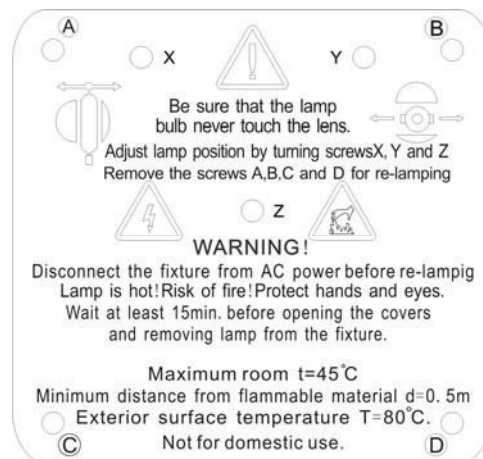 A
B
X
Y
Be sure that the lamp
bulb never touch the lens.
Adjust lamp position by turning screwsX, Y and Z
Remove the screws A,B,C and D for re-lamping
Z
WARNING!
Disconnect the fixture from AC power before re-lampig
Lamp is hot!Risk of fire!Protect hands and eyes.
Wait at least 15min. before opening the covers
and removing lamp from the fixture.
Maximum room t=45°C
Minimum distance from flammable material d=0.5m
Exterior surface temperature T=80°C.
C
Not for domestic use.
D